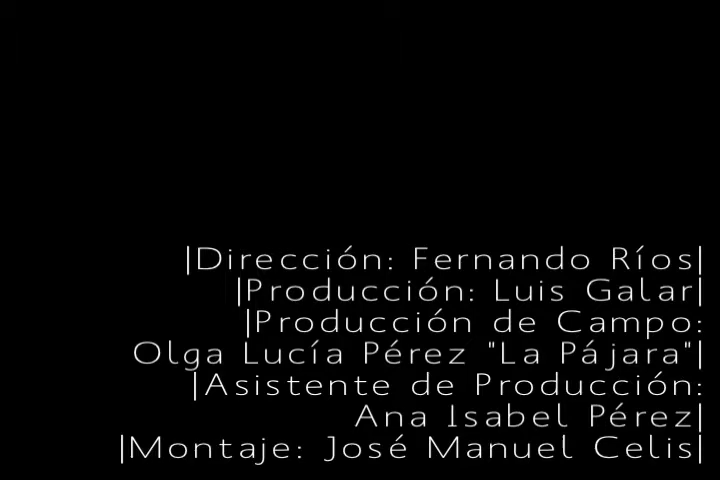 |Dirección: Fernando Ríos|
|Producción: Luis Galar|
|Producción de Campo:
Olga Lucía Pérez "La Pájara"|
|Asistente de Producción:
Ana Isabel Pérez|
|Montaje: José Manuel Celis|